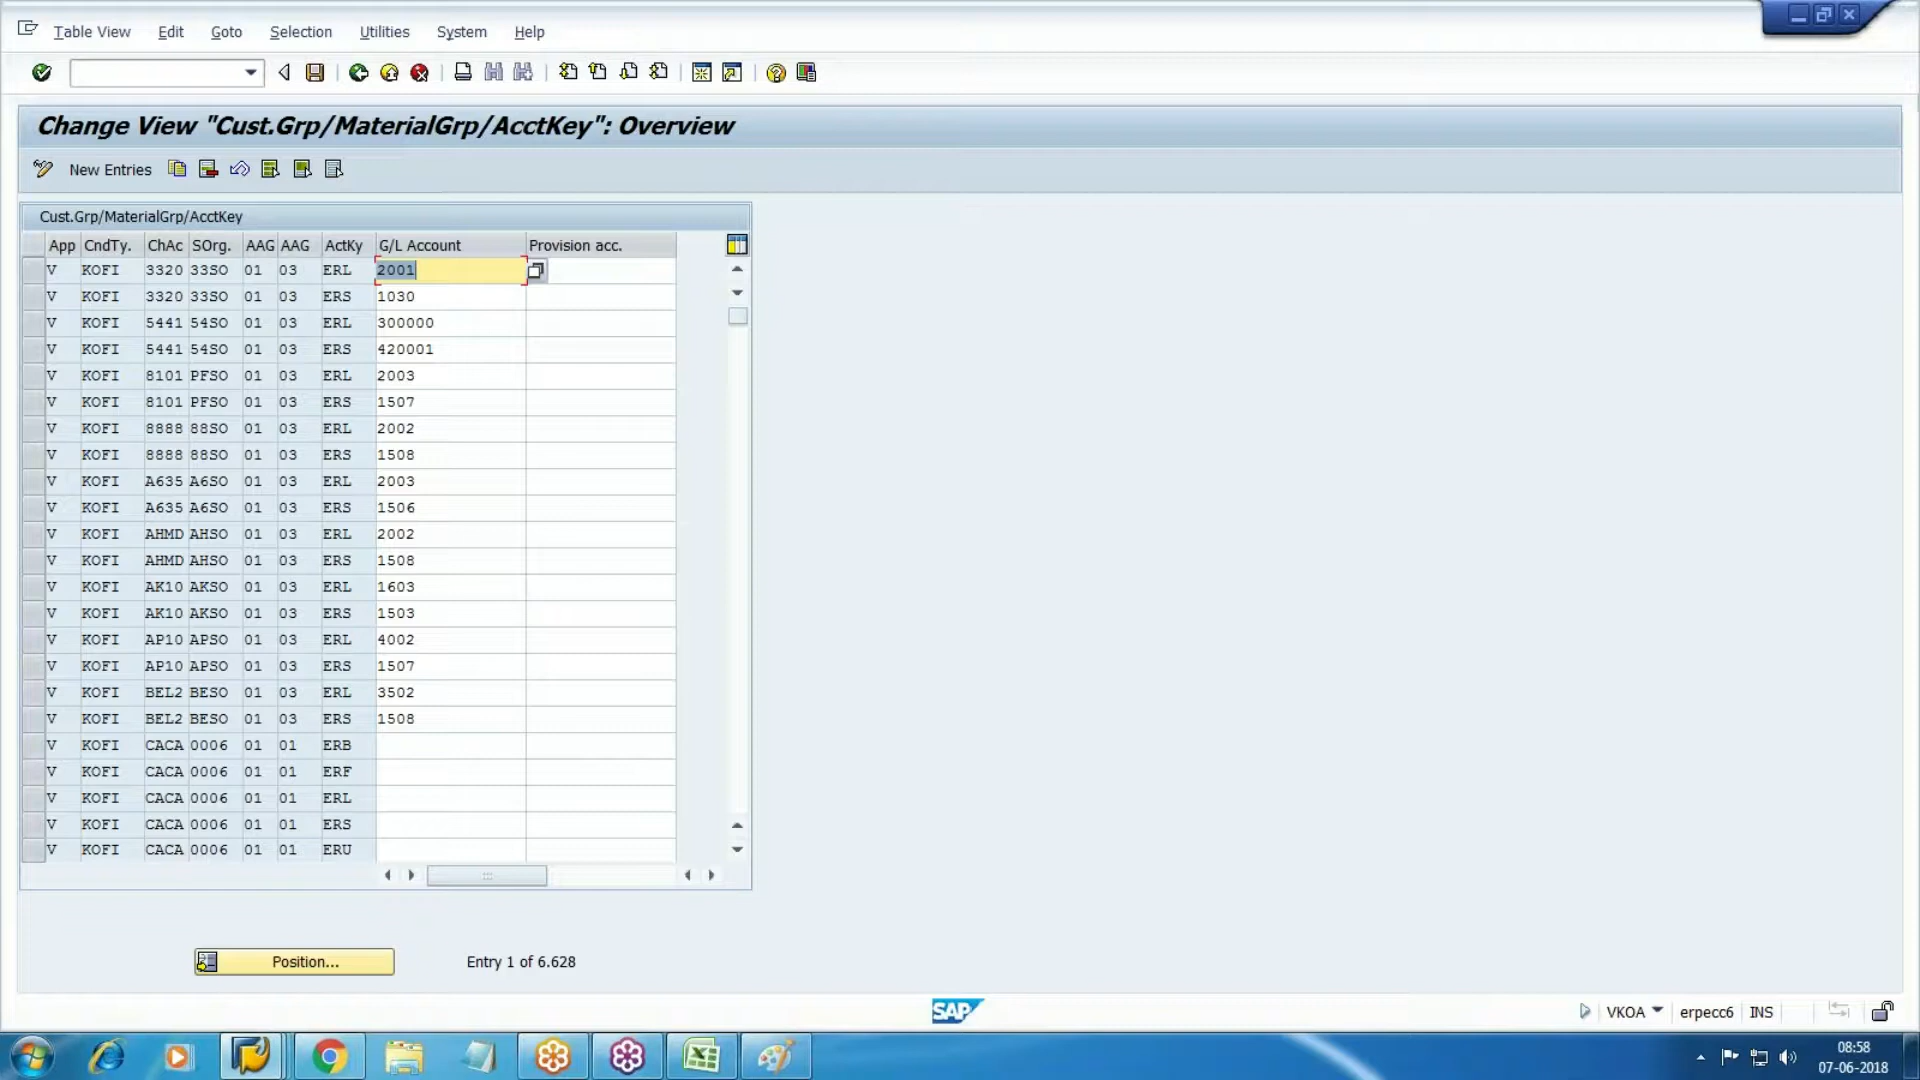 Table View Edit Goto Selection Utilities System Help
Change View "Cust.Grp/MaterialGrp/AcctKey": Overview
New Entries
Cust.Grp/MaterialGrp/AcctKey
App CndTy. ChAc SOrg. AAG AAG ActKy G/L Account Provision acc.
V KOFI 3320 33SO 01 03 ERL 2001
V KOFI 3320 33SO 01 03 ERS 1030
V KOFI 5441 54SO 01 03 ERL 300000
V KOFI 5441 54SO 01 03 ERS 420001
V KOFI 8101 PFSO 01 03 ERL 2003
V KOFI 8101 PFSO 01 03 ERS 1507
V KOFI 8888 88SO 01 03 ERL 2002
V KOFI 8888 88SO 01 03 ERS 1508
V KOFI A635 A6SO 01 03 ERL 2003
V KOFI A635 A6SO 01 03 ERS 1506
V KOFI AHMD AHSO 01 03 ERL 2002
V KOFI AHMD AHSO 01 03 ERS 1508
V KOFI AK10 AKSO 01 03 ERL 1603
V KOFI AK10 AKSO 01 03 ERS 1503
V KOFI AP10 APSO 01 03 ERL 4002
V KOFI AP10 APSO 01 03 ERS 1507
V KOFI BEL2 BESO 01 03 ERL 3502
V KOFI BEL2 BESO 01 03 ERS 1508
V KOFI CACA 0006 01 01 ERB
V KOFI CACA 0006 01 01 ERF
V KOFI CACA 0006 01 01 ERL
V KOFI CACA 0006 01 01 ERS
V KOFI CACA 0006 01 01 ERU
Position... Entry 1 of 6.628
SAP VKOA erpecc6 INS
08:58
07-06-2018